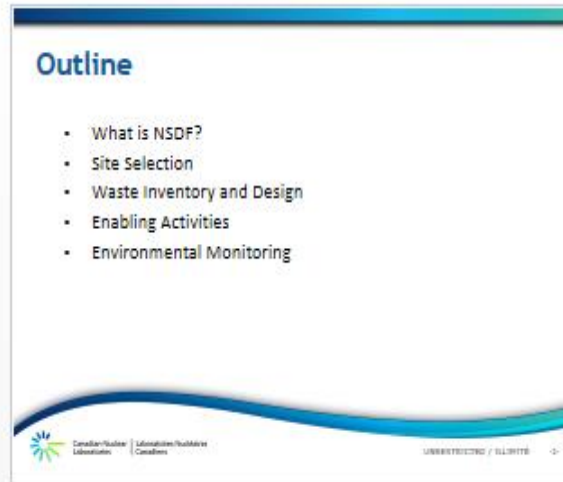 Outline
▪ What is NSDF?
▪ Site Selection
▪ Waste Inventory and Design
▪ Enabling Activities
▪ Environmental Monitoring
Canadian Nuclear | Laboratoires Nucléaires
Laboratories | Canadiens
UNRESTRICTED / ILLIMITÉ -2-